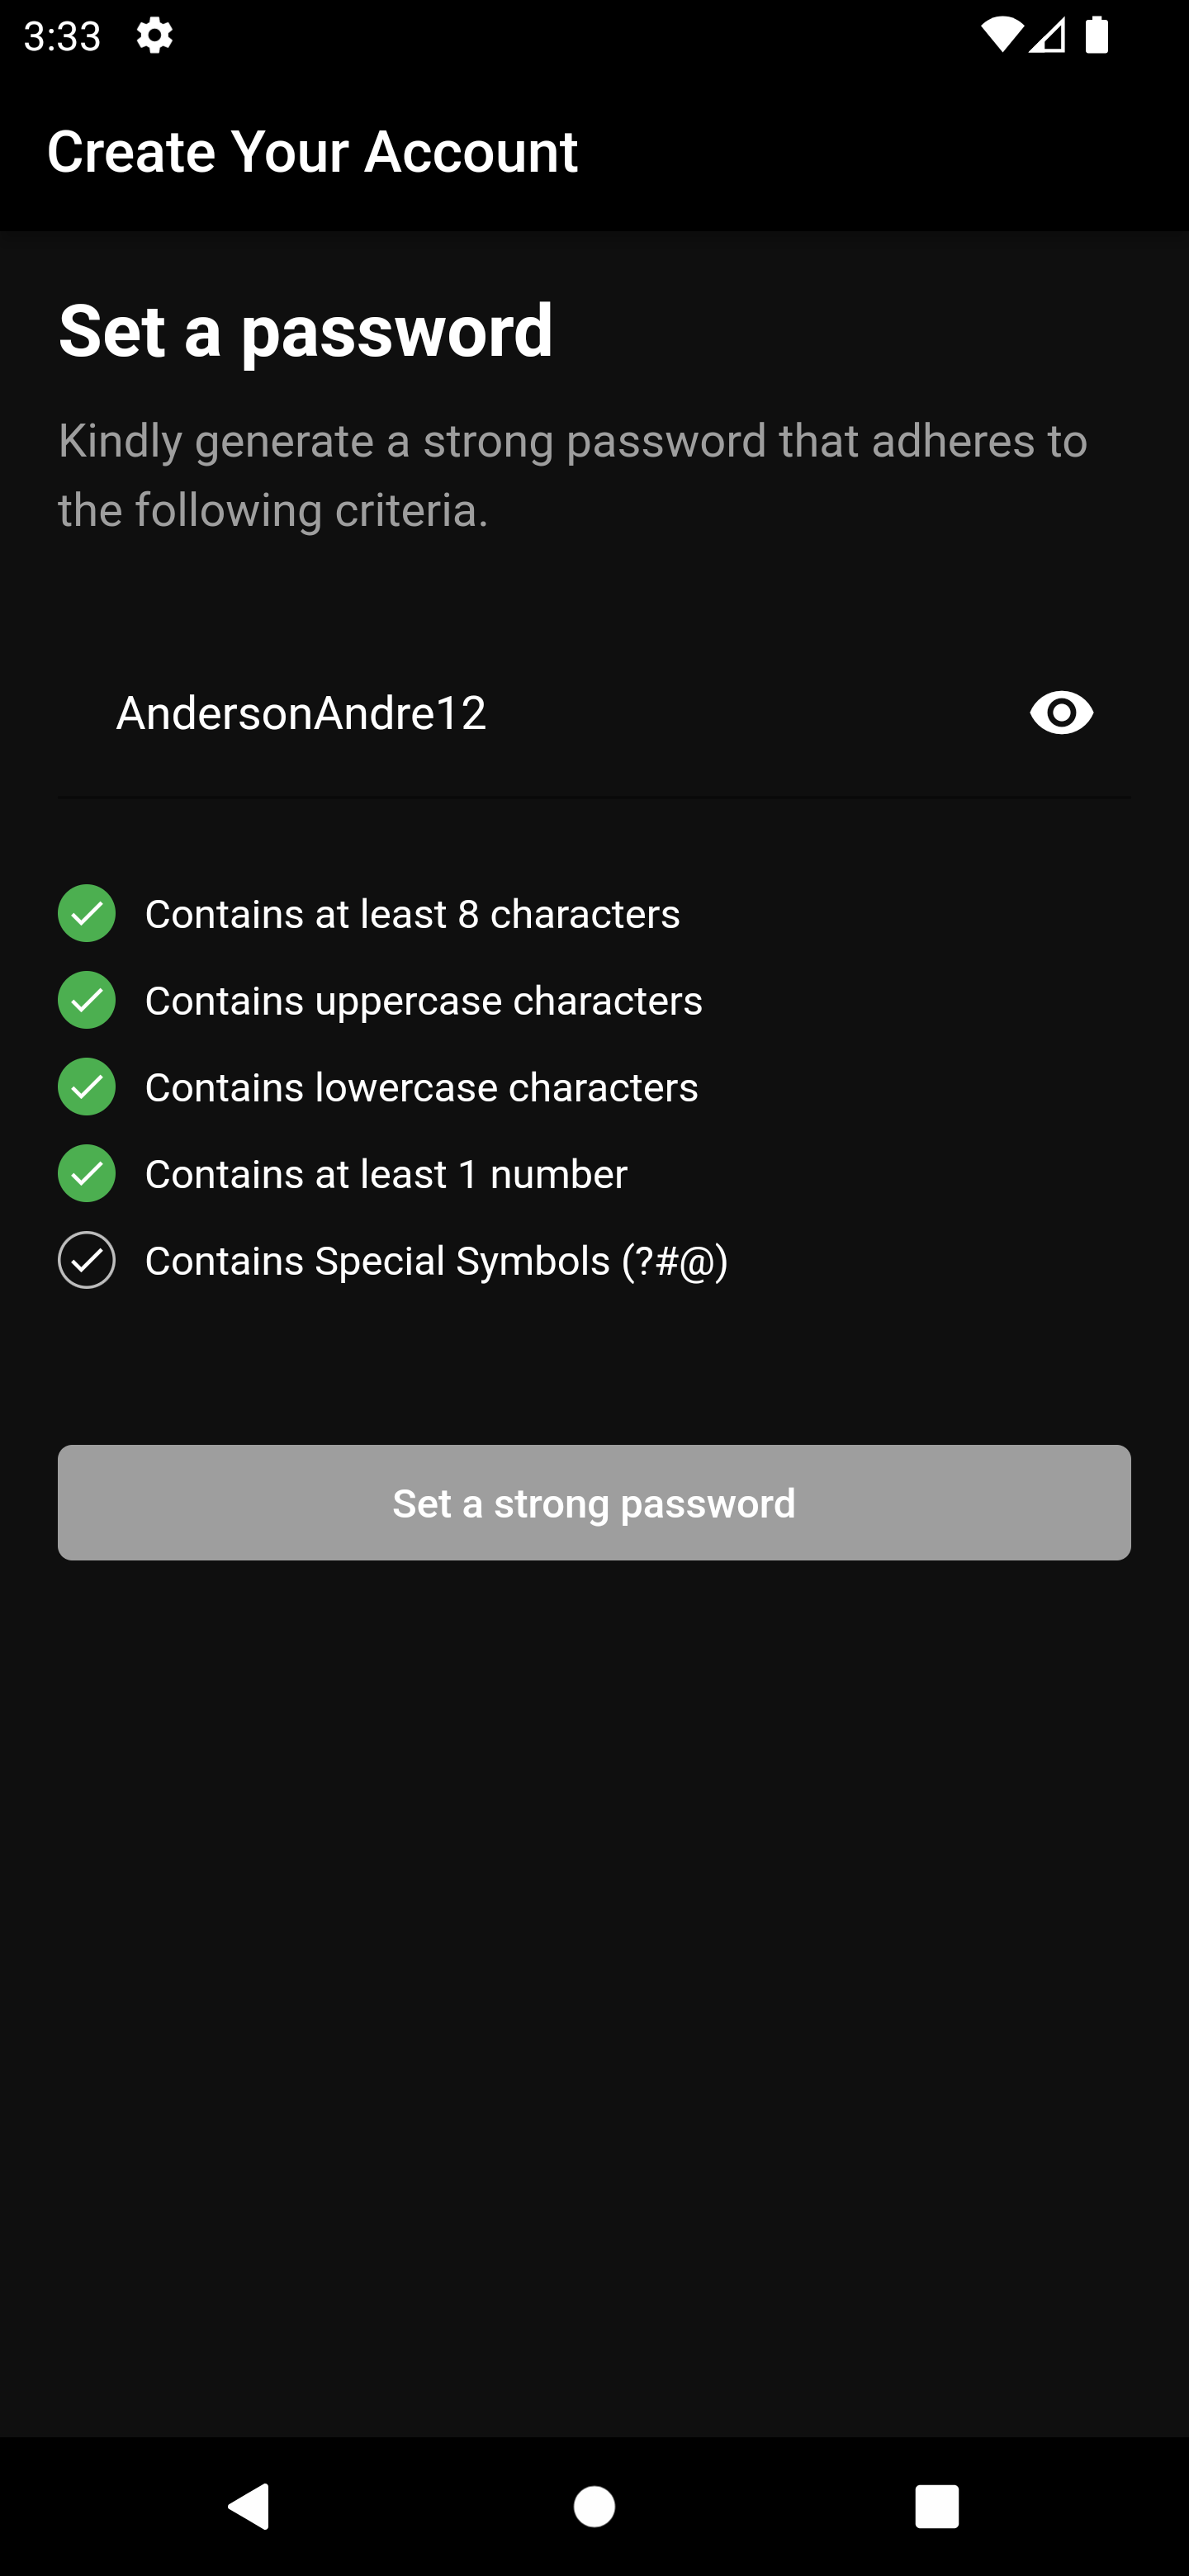 3:33
Create Your Account
Set a password
Kindly generate a strong password that adheres to
the following criteria.
AndersonAndre12
Contains at least 8 characters
Contains uppercase characters
Contains lowercase characters
Contains at least 1 number
Contains Special Symbols (?#@)
Set a strong password